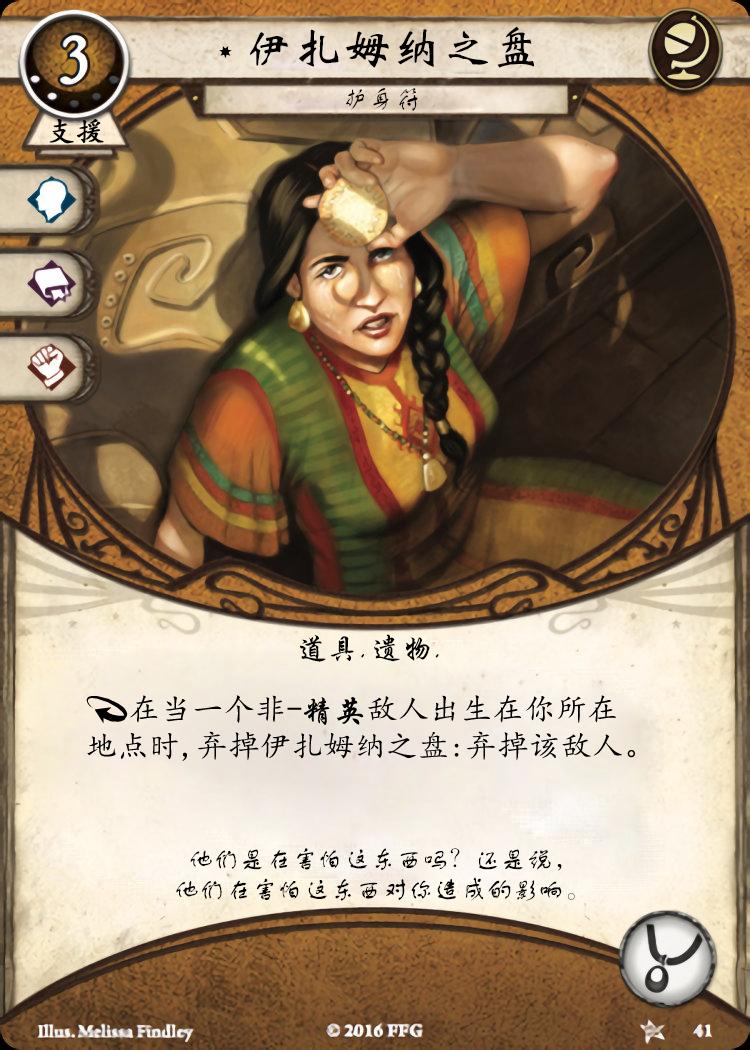 3
伊扎姆纳之盘
护身符
支援
道具. 遗物.
在当一个非-精英敌人出生在你所在
地点时, 弃掉伊扎姆纳之盘: 弃掉该敌人。
他们是在害怕这东西吗? 还是说,
他们在害怕这东西对你造成的影响。
Illus. Melissa Findley
© 2016 FFG
41